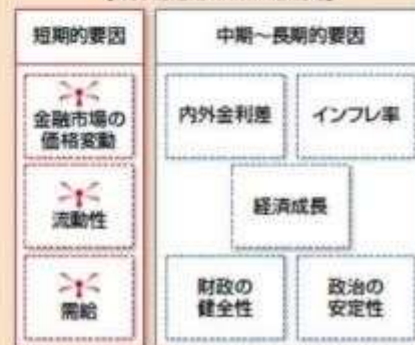 短期的要因
中期〜長期的要因
金融市場の
価格変動
流動性
需給
内外金利差
インフレ率
経済成長
財政の
健全性
政治の
安定性